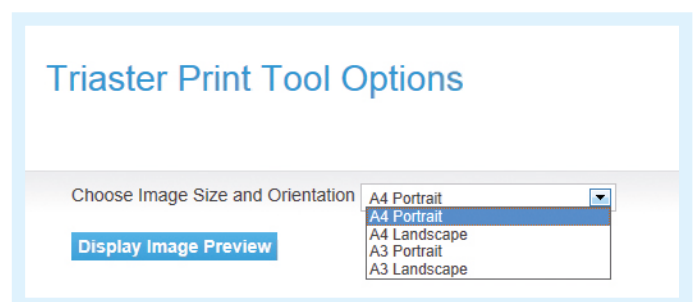 Triaster Print Tool Options
Choose Image Size and Orientation A4 Portrait
A4 Portrait
A4 Landscape
Display Image Preview
A3 Portrait
A3 Landscape